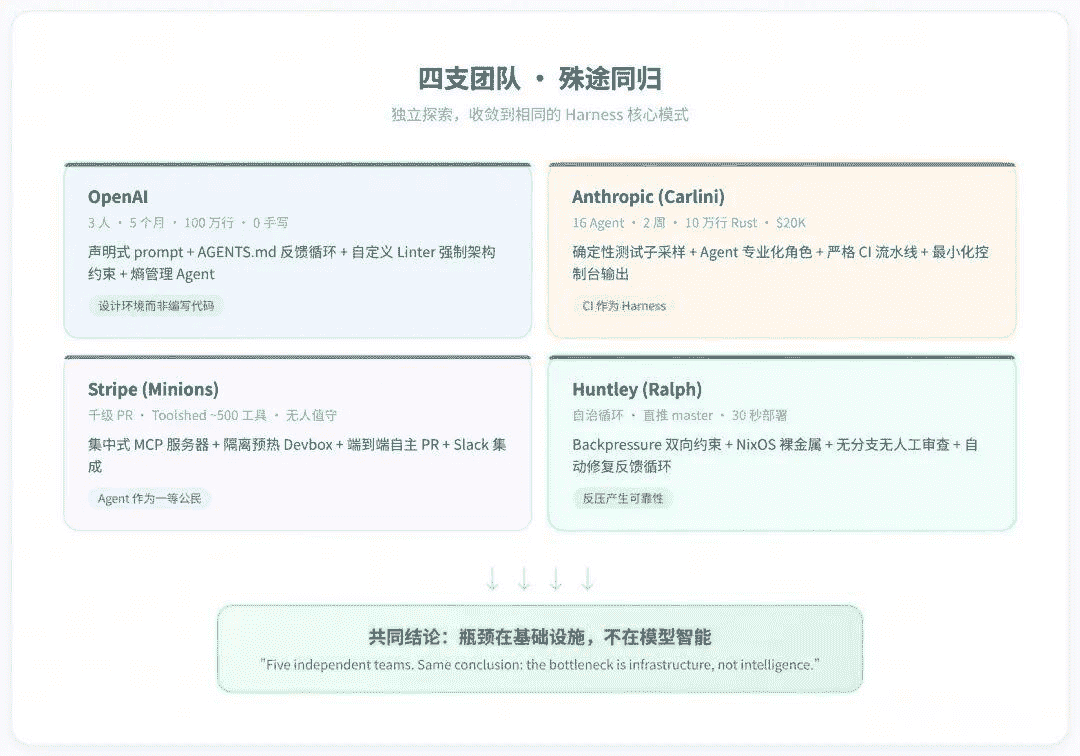 四支团队 · 殊途同归
独立探索，收敛到相同的 Harness 核心模式
OpenAI
3 人 · 5 个月 · 100 万行 · 0 手写
声明式 prompt + AGENTS.md 反馈循环 + 自定义 Linter 强制架构
约束 + 熵管理 Agent
设计环境而非编写代码
Anthropic (Carlini)
16 Agent · 2 周 · 10 万行 Rust · $20K
确定性测试子采样 + Agent 专业化角色 + 严格 CI 流水线 + 最小化控
制台输出
CI 作为 Harness
Stripe (Minions)
千级 PR · Toolshed ~500 工具 · 无人值守
集中式 MCP 服务器 + 隔离预热 Devbox + 端到端自主 PR + Slack 集
成
Agent 作为一等公民
Huntley (Ralph)
自治循环 · 直推 master · 30 秒部署
Backpressure 双向约束 + NixOS 裸金属 + 无分支无人工审查 + 自
动修复反馈循环
反压产生可靠性
↓ ↓ ↓ ↓
共同结论：瓶颈在基础设施，不在模型智能
"Five independent teams. Same conclusion: the bottleneck is infrastructure, not intelligence."